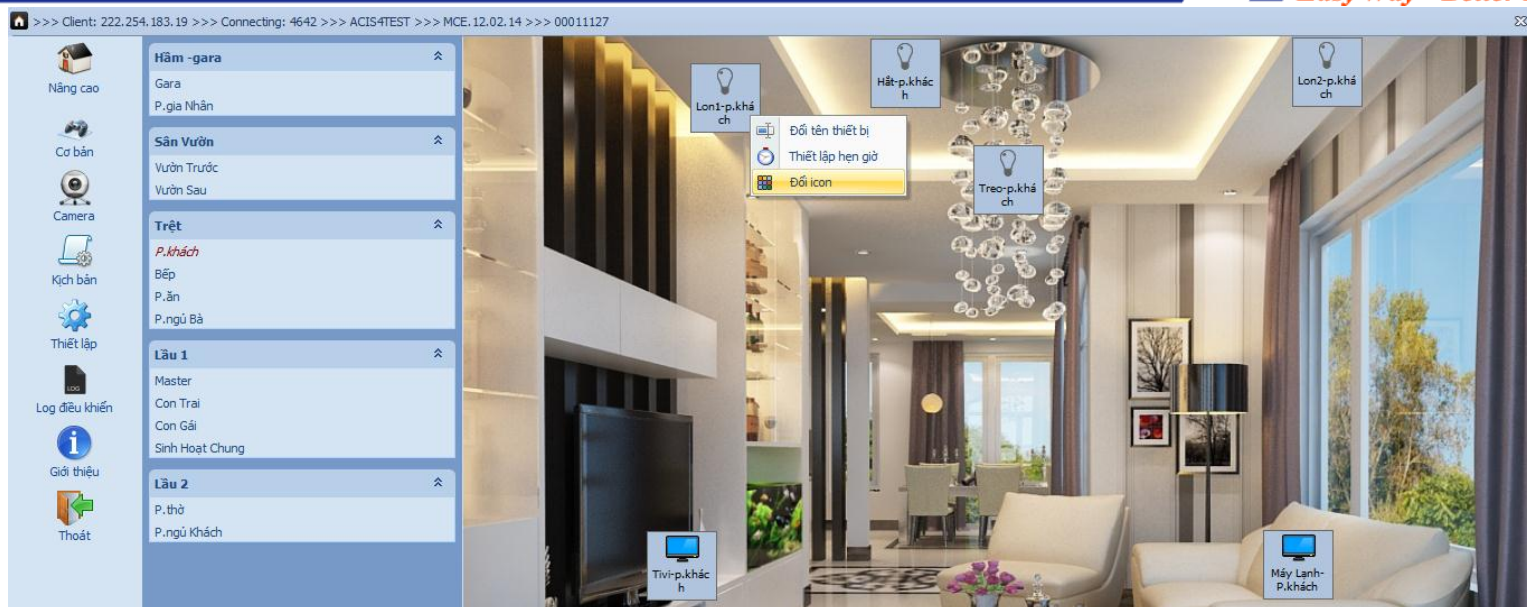 Easy Way - Better
>>> Client: 222.254.183.19 >>> Connecting: 4642 >>> ACIS4TEST >>> MCE.12.02.14 >>> 00011127
Nâng cao
Cơ bản
Camera
Kịch bản
Thiết lập
LOG
Log điều khiển
Giới thiệu
Thoát
Hầm -gara
Gara
P.gia Nhân
Sân Vườn
Vườn Trước
Vườn Sau
Trệt
P.khách
Bếp
P.ăn
P.ngủ Bà
Lầu 1
Master
Con Trai
Con Gái
Sinh Hoạt Chung
Lầu 2
P.thờ
P.ngủ Khách
Lon1-p.khá
ch
Hắt-p.khác
h
Lon2-p.khá
ch
Đổi tên thiết bị
Thiết lập hẹn giờ
Đổi icon
Treo-p.khá
ch
Tivi-p.khác
h
Máy Lạnh-
P.khách